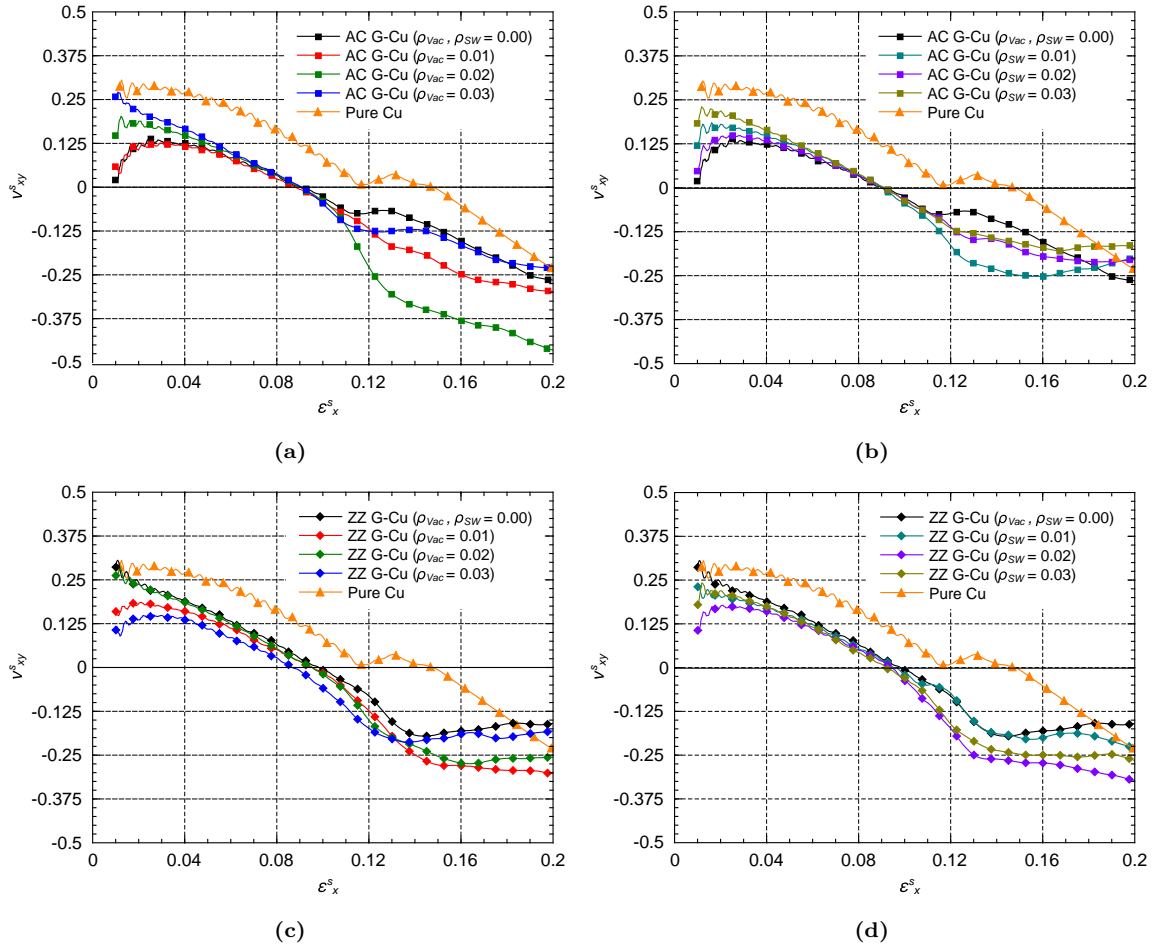 0.5
0.375
0.25
0.125
0
-0.125
-0.25
-0.375
-0.5
ν^s_xy
AC G-Cu (ρ_Vac , ρ_SW = 0.00)
AC G-Cu (ρ_Vac = 0.01)
AC G-Cu (ρ_Vac = 0.02)
AC G-Cu (ρ_Vac = 0.03)
Pure Cu
0 0.04 0.08 0.12 0.16 0.2
ε^s_x
(a)
0.5
0.375
0.25
0.125
0
-0.125
-0.25
-0.375
-0.5
ν^s_xy
AC G-Cu (ρ_Vac , ρ_SW = 0.00)
AC G-Cu (ρ_SW = 0.01)
AC G-Cu (ρ_SW = 0.02)
AC G-Cu (ρ_SW = 0.03)
Pure Cu
0 0.04 0.08 0.12 0.16 0.2
ε^s_x
(b)
0.5
0.375
0.25
0.125
0
-0.125
-0.25
-0.375
-0.5
ν^s_xy
ZZ G-Cu (ρ_Vac , ρ_SW = 0.00)
ZZ G-Cu (ρ_Vac = 0.01)
ZZ G-Cu (ρ_Vac = 0.02)
ZZ G-Cu (ρ_Vac = 0.03)
Pure Cu
0 0.04 0.08 0.12 0.16 0.2
ε^s_x
(c)
0.5
0.375
0.25
0.125
0
-0.125
-0.25
-0.375
-0.5
ν^s_xy
ZZ G-Cu (ρ_Vac , ρ_SW = 0.00)
ZZ G-Cu (ρ_SW = 0.01)
ZZ G-Cu (ρ_SW = 0.02)
ZZ G-Cu (ρ_SW = 0.03)
Pure Cu
0 0.04 0.08 0.12 0.16 0.2
ε^s_x
(d)